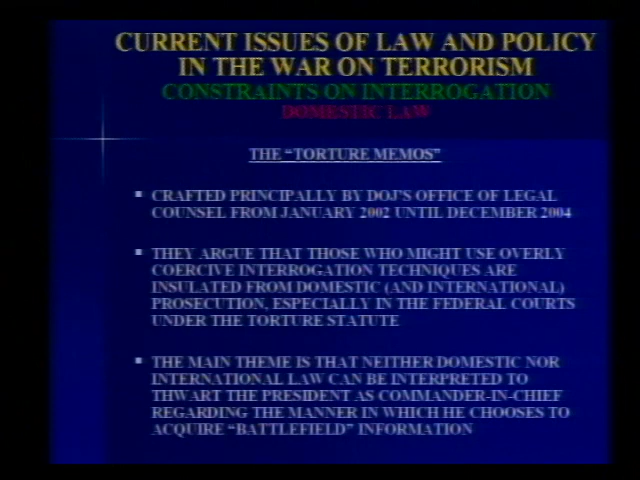 CURRENT ISSUES OF LAW AND POLICY
IN THE WAR ON TERRORISM
CONSTRAINTS ON INTERROGATION
DOMESTIC LAW
THE “TORTURE MEMOS”
CRAFTED PRINCIPALLY BY DOJ'S OFFICE OF LEGAL
COUNSEL FROM JANUARY 2002 UNTIL DECEMBER 2004
THEY ARGUE THAT THOSE WHO MIGHT USE OVERLY
COERCIVE INTERROGATION TECHNIQUES ARE
INSULATED FROM DOMESTIC (AND INTERNATIONAL)
PROSECUTION, ESPECIALLY IN THE FEDERAL COURTS
UNDER THE TORTURE STATUTE
THE MAIN THEME IS THAT NEITHER DOMESTIC NOR
INTERNATIONAL LAW CAN BE INTERPRETED TO
THWART THE PRESIDENT AS COMMANDER-IN-CHIEF
REGARDING THE MANNER IN WHICH HE CHOOSES TO
ACQUIRE “BATTLEFIELD” INFORMATION